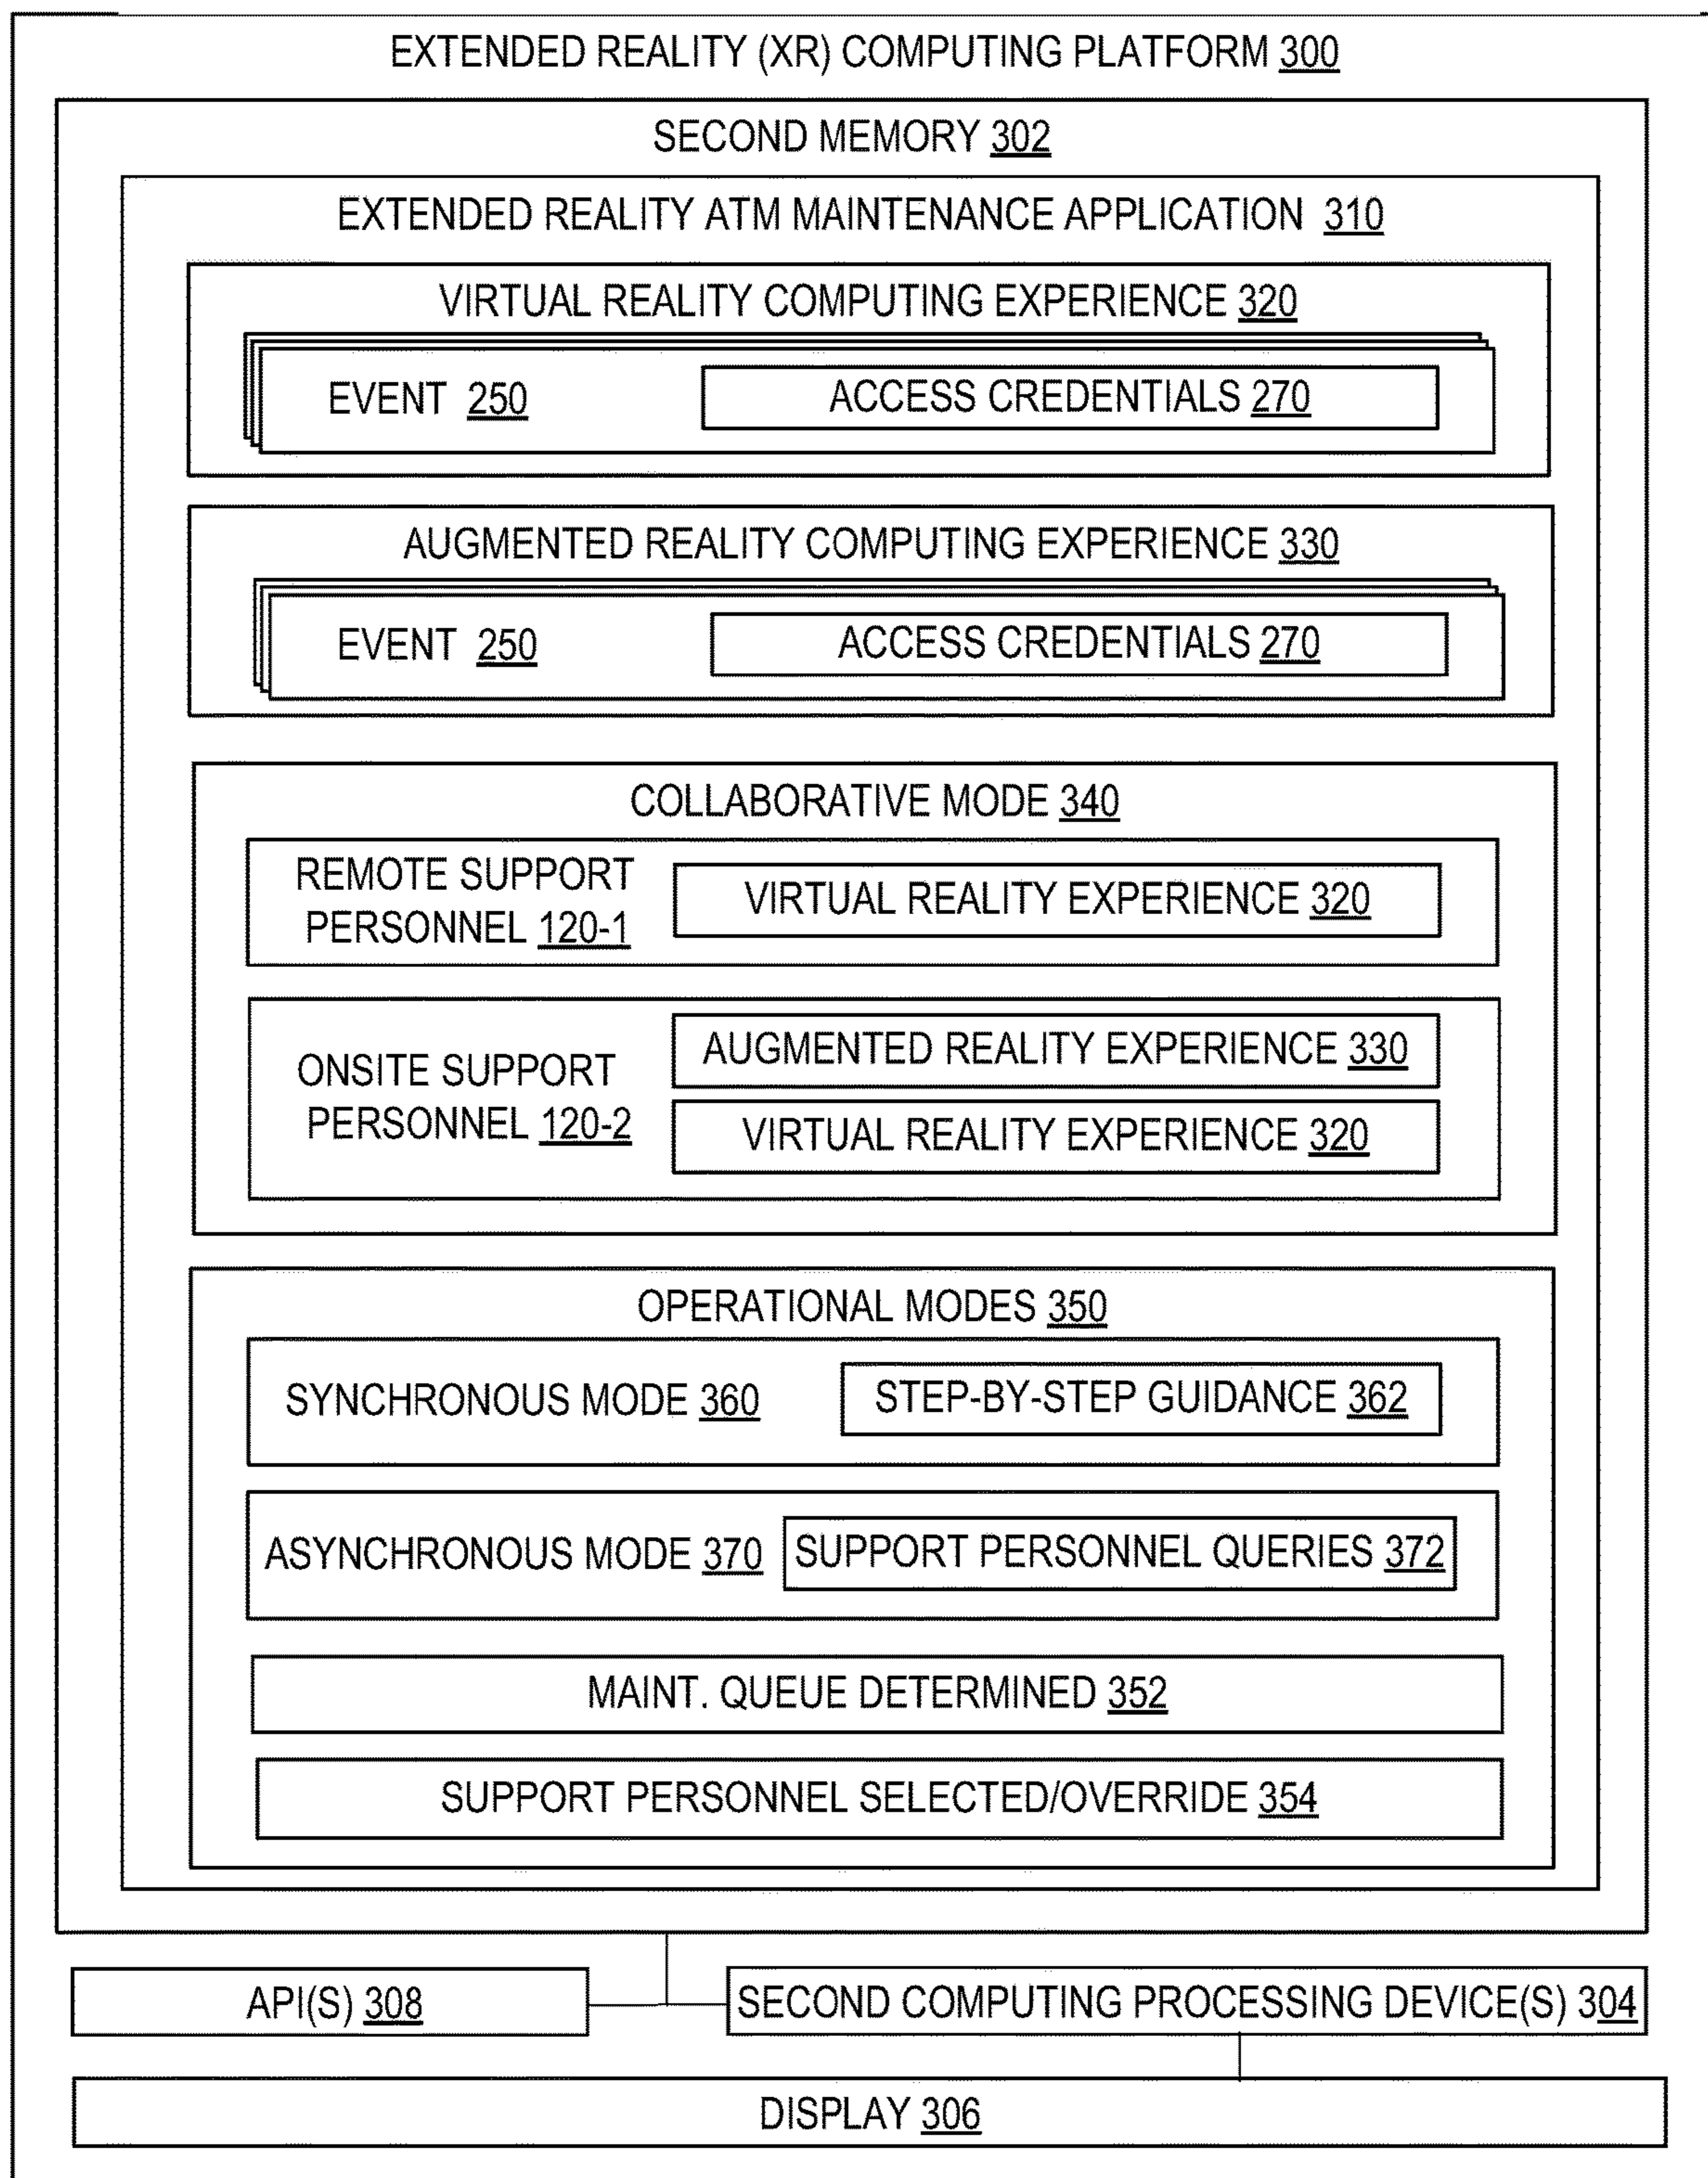 EXTENDED REALITY (XR) COMPUTING PLATFORM 300
SECOND MEMORY 302
EXTENDED REALITY ATM MAINTENANCE APPLICATION 310
VIRTUAL REALITY COMPUTING EXPERIENCE 320
EVENT 250
ACCESS CREDENTIALS 270
AUGMENTED REALITY COMPUTING EXPERIENCE 330
EVENT 250
ACCESS CREDENTIALS 270
COLLABORATIVE MODE 340
REMOTE SUPPORT
PERSONNEL 120-1
VIRTUAL REALITY EXPERIENCE 320
ONSITE SUPPORT
PERSONNEL 120-2
AUGMENTED REALITY EXPERIENCE 330
VIRTUAL REALITY EXPERIENCE 320
OPERATIONAL MODES 350
SYNCHRONOUS MODE 360
STEP-BY-STEP GUIDANCE 362
ASYNCHRONOUS MODE 370
SUPPORT PERSONNEL QUERIES 372
MAINT. QUEUE DETERMINED 352
SUPPORT PERSONNEL SELECTED/OVERRIDE 354
API(S) 308
SECOND COMPUTING PROCESSING DEVICE(S) 304
DISPLAY 306